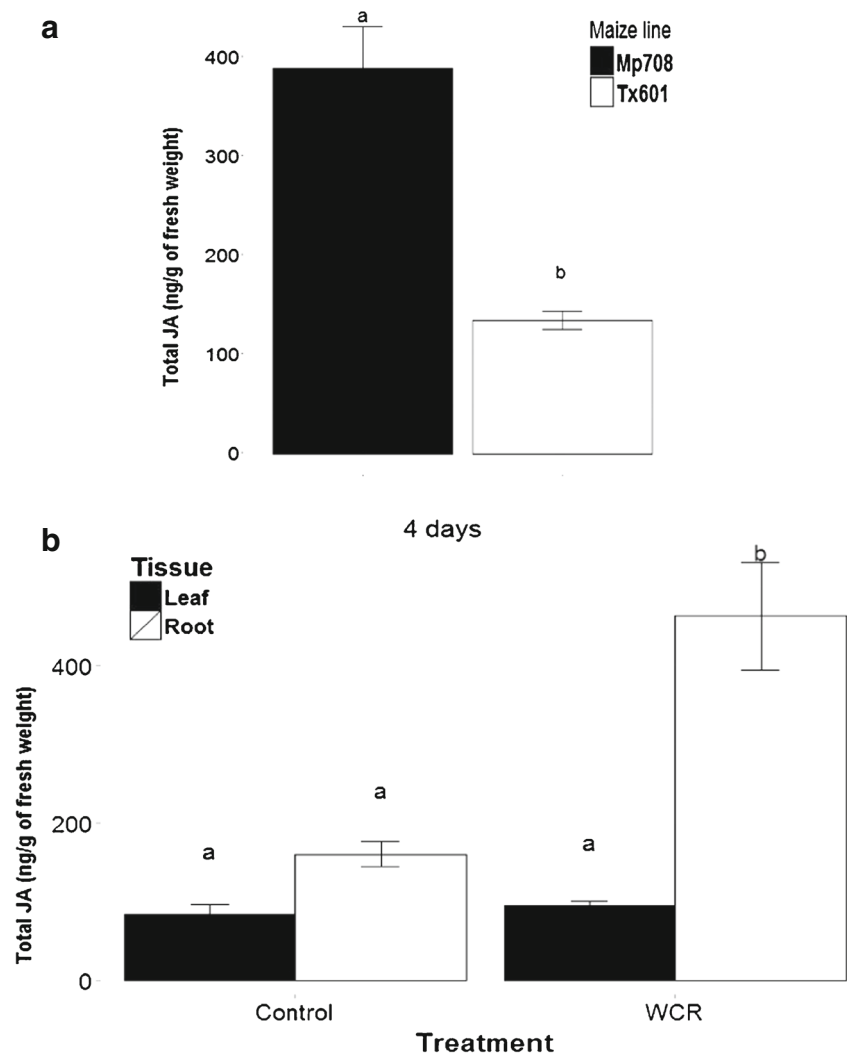 a
a
Maize line
Mp708
Tx601
400
300
200
100
0
b
Total JA (ng/g of fresh weight)
b
4 days
Tissue
Leaf
Root
b
400
200
0
a
a
a
Total JA (ng/g of fresh weight)
Control
WCR
Treatment